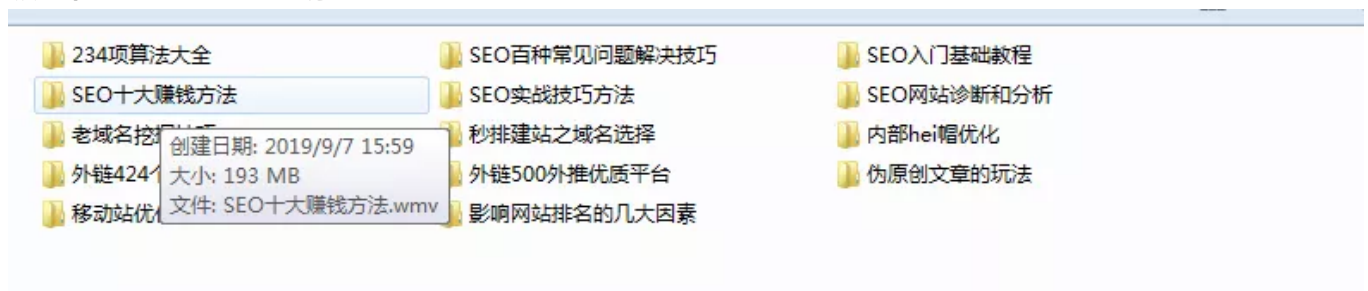 234项算法大全
SEO百种常见问题解决技巧
SEO入门基础教程
SEO十大赚钱方法
SEO实战技巧方法
SEO网站诊断和分析
老域名挖
秒排建站之域名选择
内部hei帽优化
外链424个
外链500外推优质平台
伪原创文章的玩法
移动站优
影响网站排名的几大因素
创建日期: 2019/9/7 15:59
大小: 193 MB
文件: SEO十大赚钱方法.wmv